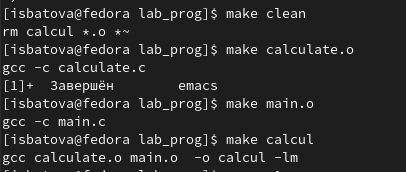 [isbatova@fedora lab_prog]$ make clean
rm calcul *.o *~
[isbatova@fedora lab_prog]$ make calculate.o
gcc -c calculate.c
[1]+  Завершён        emacs
[isbatova@fedora lab_prog]$ make main.o
gcc -c main.c
[isbatova@fedora lab_prog]$ make calcul
gcc calculate.o main.o  -o calcul -lm